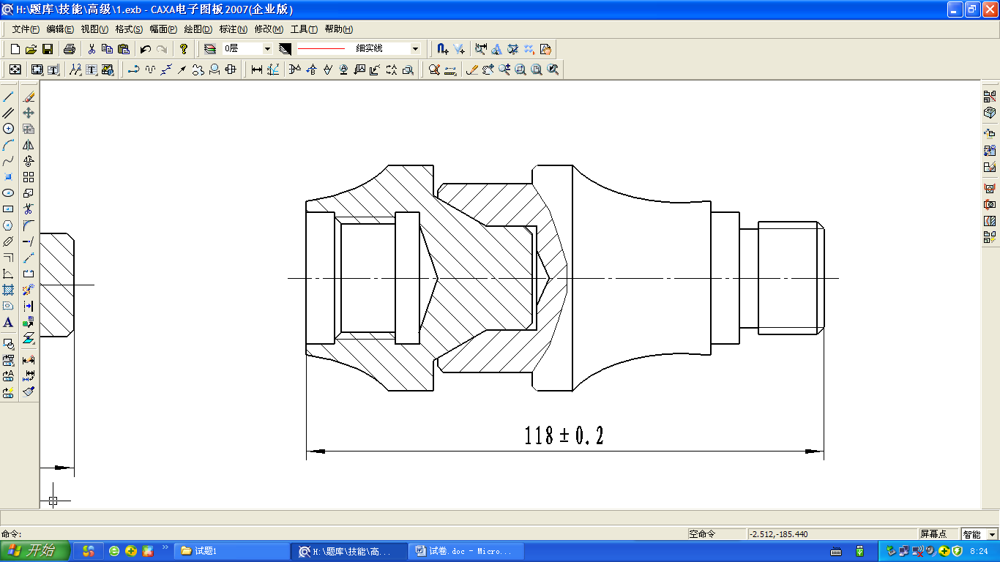 H:\题库\技能\高级\1.exb - CAXA电子图板2007(企业版)
文件(F) 编辑(E) 视图(V) 格式(S) 幅面(P) 绘图(D) 标注(N) 修改(M) 工具(T) 帮助(H)
0层 细实线
118±0.2
命令: 空命令 -2.512,-185.440 屏幕点 智能
开始 试题1 H:\题库\技能\高... 试卷.doc - Micro... 8:24